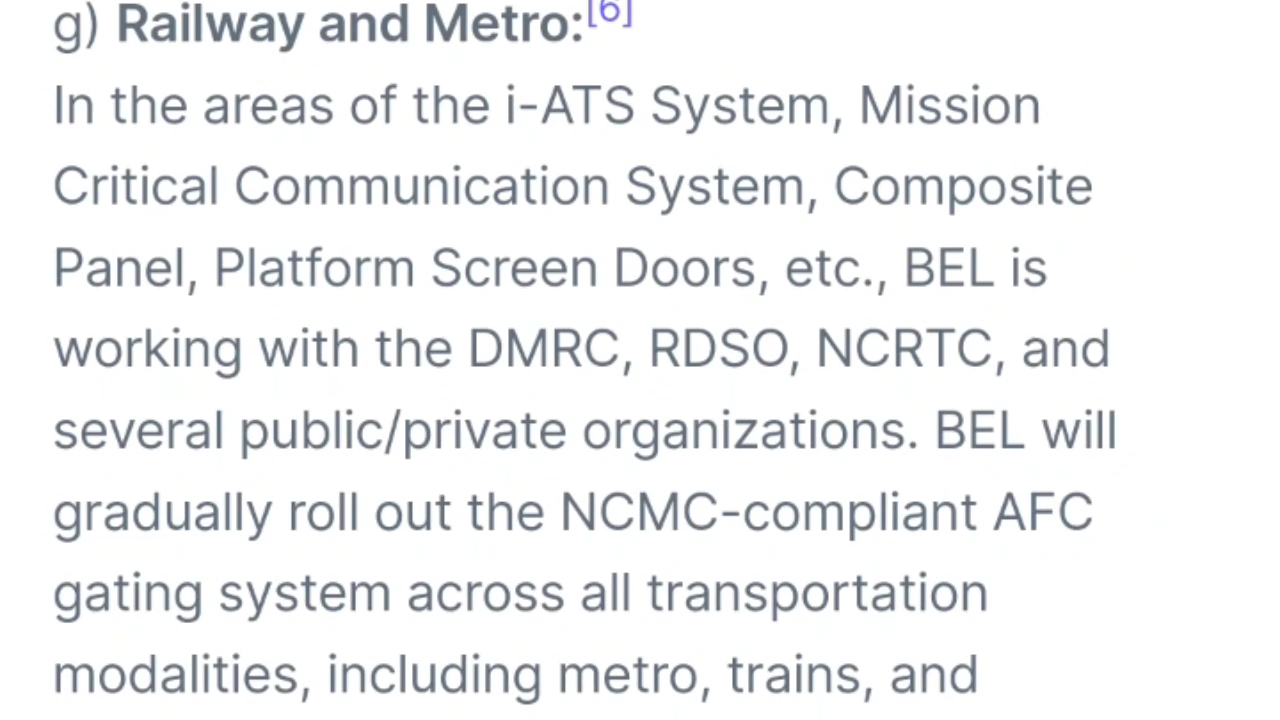 g) Railway and Metro:[6]
In the areas of the i-ATS System, Mission
Critical Communication System, Composite
Panel, Platform Screen Doors, etc., BEL is
working with the DMRC, RDSO, NCRTC, and
several public/private organizations. BEL will
gradually roll out the NCMC-compliant AFC
gating system across all transportation
modalities, including metro, trains, and